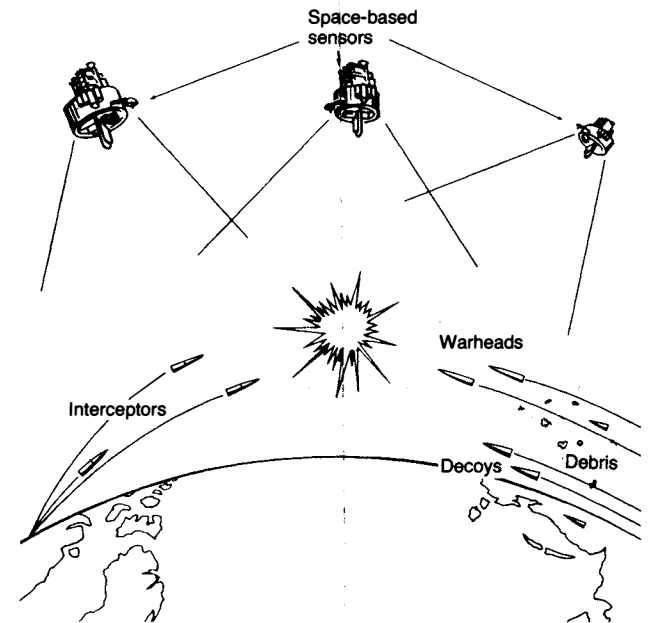 Space-based
sensors
Warheads
Interceptors
Decoys
Debris